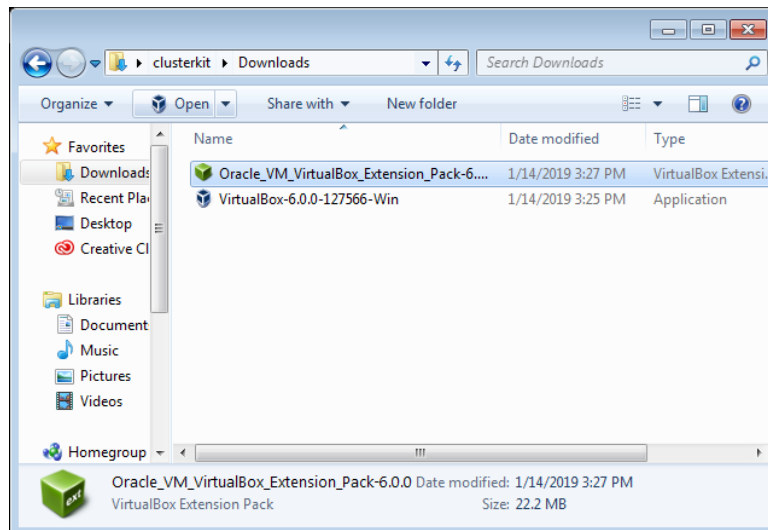 clusterkit Downloads
Search Downloads
Organize Open Share with New folder
Name Date modified Type
Oracle_VM_VirtualBox_Extension_Pack-6.... 1/14/2019 3:27 PM VirtualBox Extensi.
VirtualBox-6.0.0-127566-Win 1/14/2019 3:25 PM Application
Favorites
Downloads
Recent Pla
Desktop
Creative Cl
Libraries
Document
Music
Pictures
Videos
Homegroup
Oracle_VM_VirtualBox_Extension_Pack-6.0.0 Date modified: 1/14/2019 3:27 PM
VirtualBox Extension Pack Size: 22.2 MB
ext